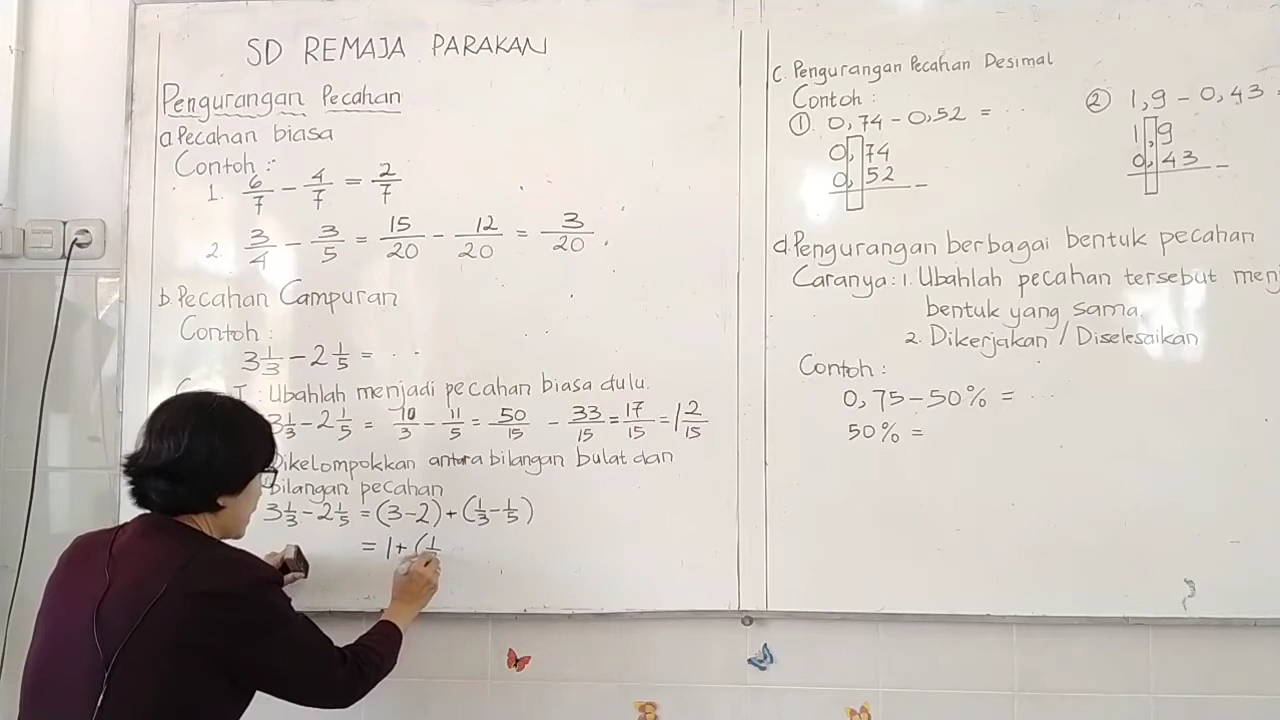 SD REMAJA PARAKAN
Pengurangan Pecahan
a Pecahan biasa
Contoh :
1. 6/7 - 4/7 = 2/7
2. 3/4 - 3/5 = 15/20 - 12/20 = 3/20
b. Pecahan Campuran
Contoh :
3 1/3 - 2 1/5 = . . .
I : Ubahlah menjadi pecahan biasa dulu.
3 1/3 - 2 1/5 = 10/3 - 11/5 = 50/15 - 33/15 = 17/15 = 1 2/15
Dikelompokkan antara bilangan bulat dan
bilangan pecahan
3 1/3 - 2 1/5 = (3-2) + (1/3 - 1/5)
= 1 + (1
c. Pengurangan Pecahan Desimal
Contoh :
① 0,74 - 0,52 = . . .
0,74
0,52 -
② 1,9 - 0,43 =
1,9
0,43 -
d. Pengurangan berbagai bentuk pecahan
Caranya : 1. Ubahlah pecahan tersebut menj
bentuk yang sama.
2. Dikerjakan / Diselesaikan
Contoh :
0,75 - 50% = . . .
50% =